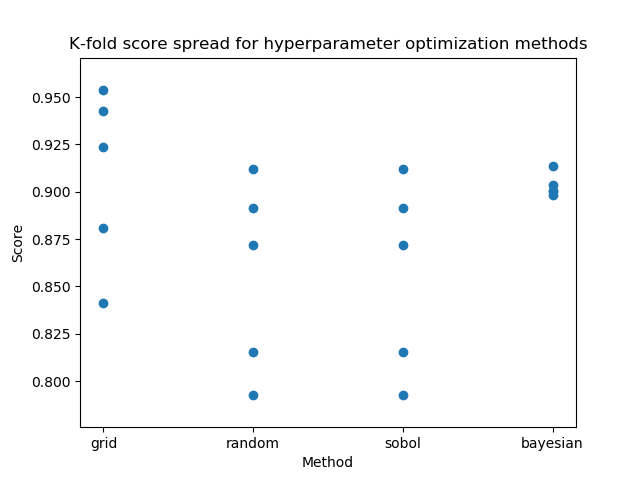 K-fold score spread for hyperparameter optimization methods
0.950
0.925
0.900
0.875
0.850
0.825
0.800
Score
grid random sobol bayesian
Method